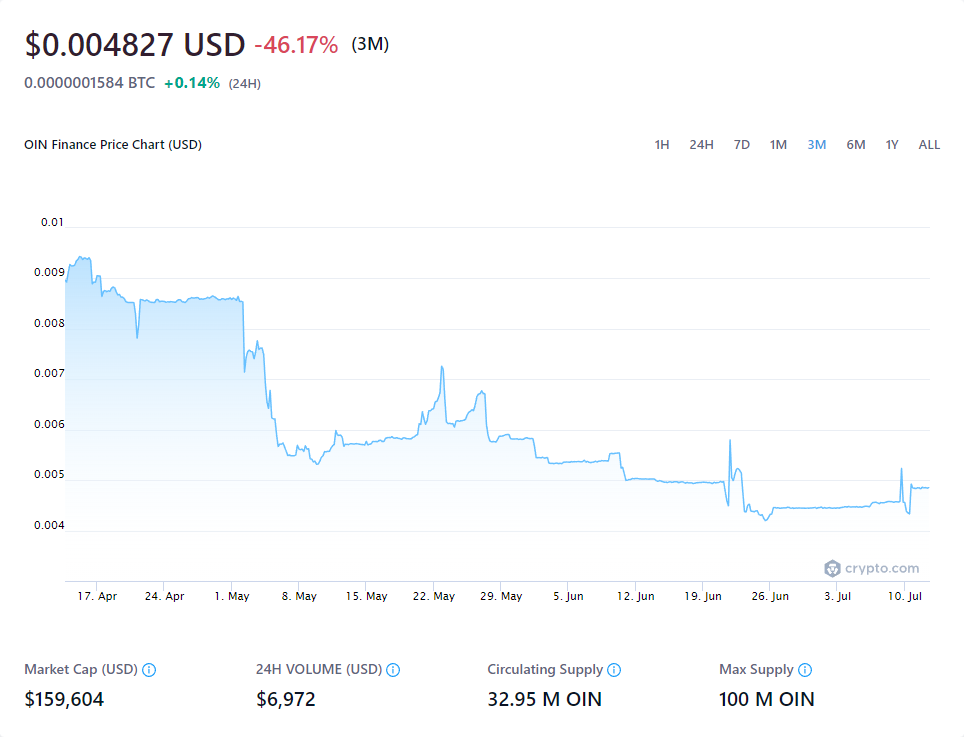 $0.004827 USD -46.17% (3M)
0.0000001584 BTC +0.14% (24H)
OIN Finance Price Chart (USD) 1H 24H 7D 1M 3M 6M 1Y ALL
0.01
0.009
0.008
0.007
0.006
0.005
0.004
crypto.com
17. Apr 24. Apr 1. May 8. May 15. May 22. May 29. May 5. Jun 12. Jun 19. Jun 26. Jun 3. Jul 10. Jul
Market Cap (USD) 24H VOLUME (USD) Circulating Supply Max Supply
$159,604 $6,972 32.95 M OIN 100 M OIN